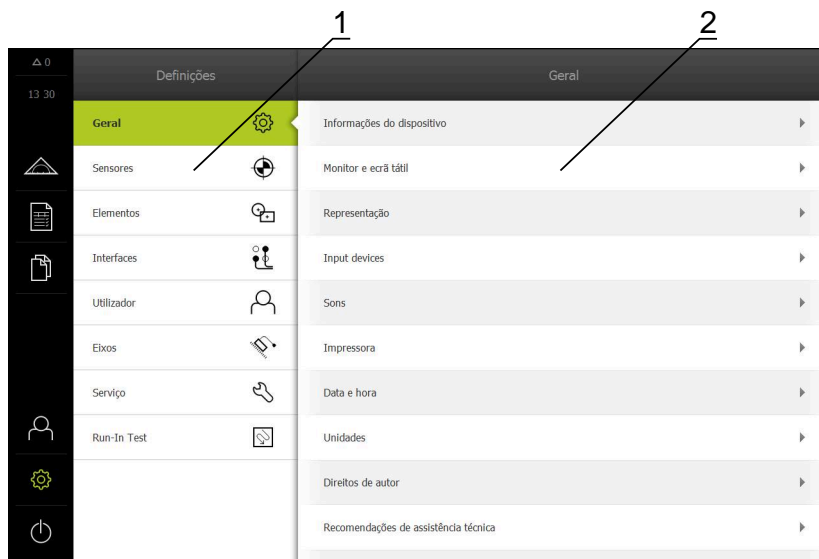 1
2
0
13 30
Definições
Geral
Geral
Sensores
Elementos
Interfaces
Utilizador
Eixos
Serviço
Run-In Test
Informações do dispositivo
Monitor e ecrã tátil
Representação
Input devices
Sons
Impressora
Data e hora
Unidades
Direitos de autor
Recomendações de assistência técnica